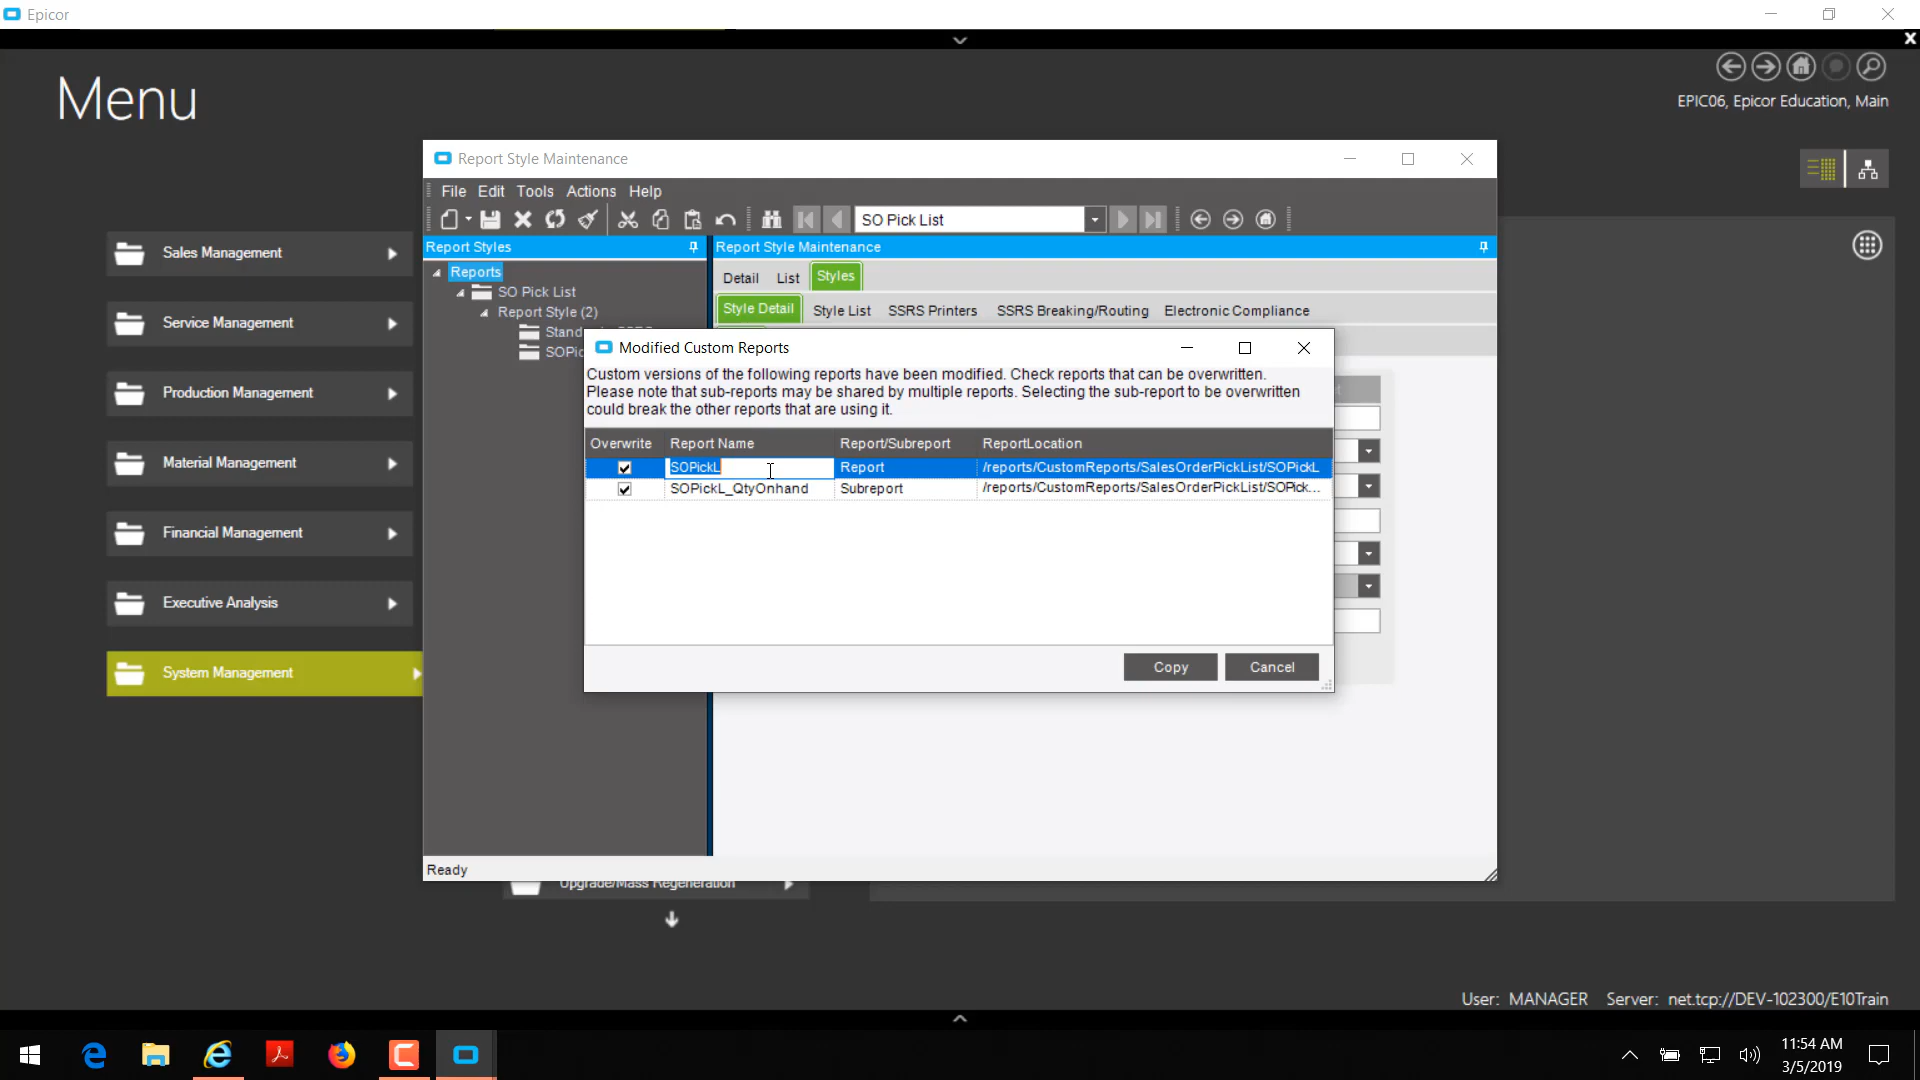 Epicor
Menu
EPIC06, Epicor Education, Main
Report Style Maintenance
File Edit Tools Actions Help
SO Pick List
Report Styles
Report Style Maintenance
Reports
SO Pick List
Report Style (2)
SOPic
Detail List Styles
Style Detail Style List SSRS Printers SSRS Breaking/Routing Electronic Compliance
Sales Management
Service Management
Production Management
Material Management
Financial Management
Executive Analysis
System Management
Modified Custom Reports
Custom versions of the following reports have been modified. Check reports that can be overwritten.
Please note that sub-reports may be shared by multiple reports. Selecting the sub-report to be overwritten
could break the other reports that are using it.
Overwrite Report Name Report/Subreport ReportLocation
SOPickL Report /reports/CustomReports/SalesOrderPickList/SOPickL
SOPickL_QtyOnhand Subreport /reports/CustomReports/SalesOrderPickList/SOPick...
Copy Cancel
Ready
Upgrade/Mass Regeneration
User: MANAGER Server: net.tcp://DEV-102300/E10Train
11:54 AM
3/5/2019